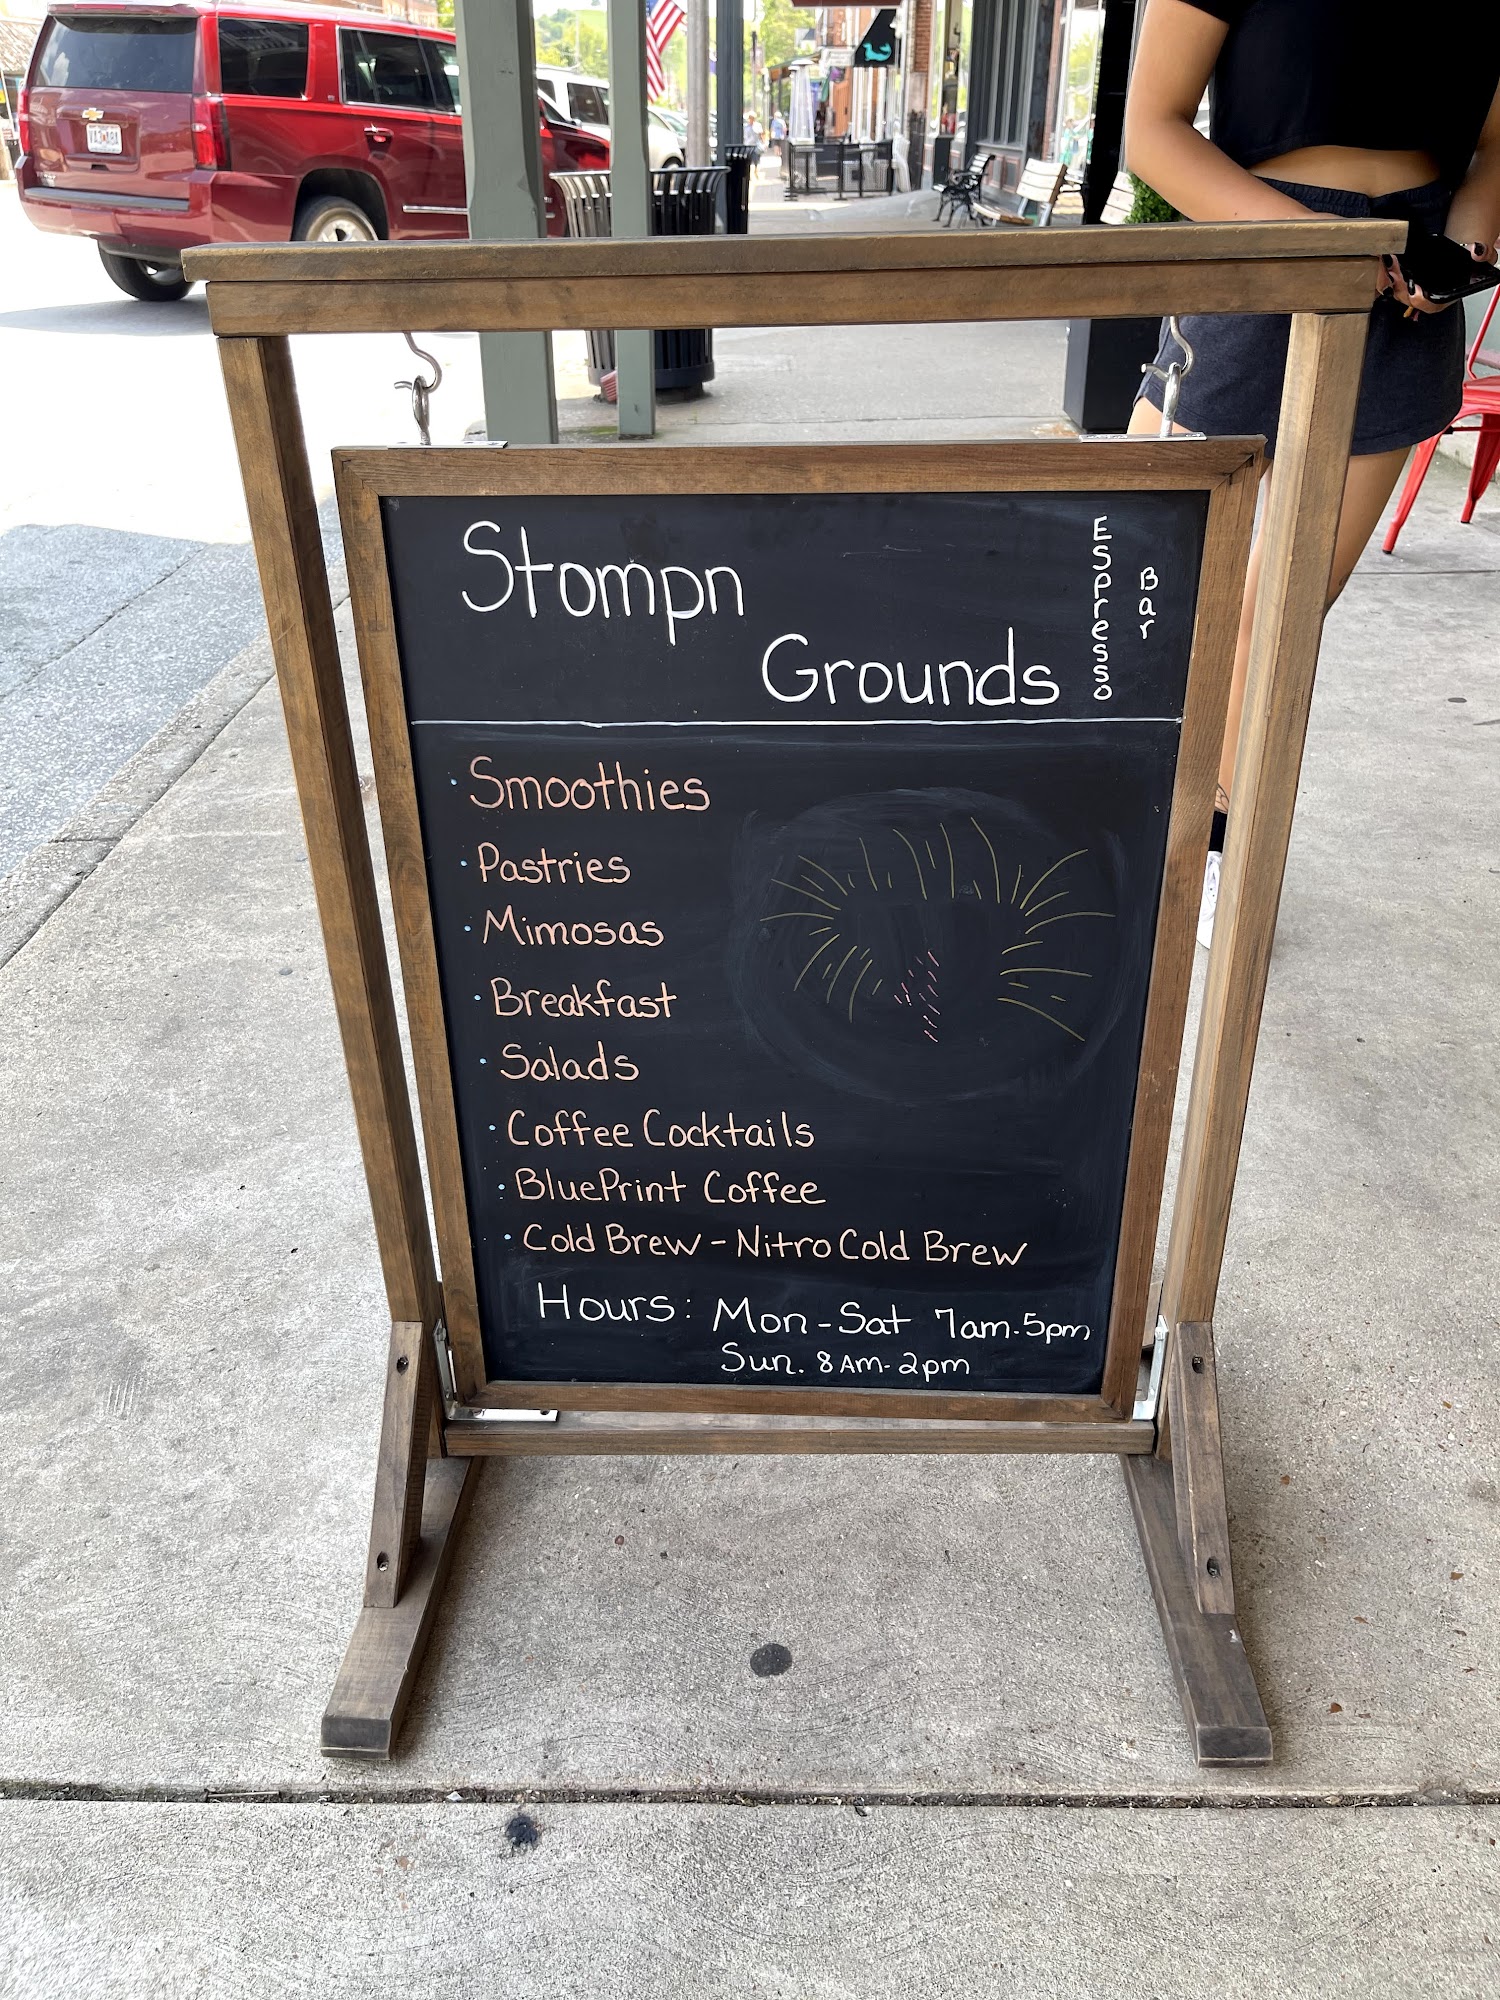 Stompn
Grounds
Espresso
Bar
· Smoothies
· Pastries
· Mimosas
· Breakfast
· Salads
· Coffee Cocktails
· BluePrint Coffee
· Cold Brew - Nitro Cold Brew
Hours: Mon - Sat 7am-5pm
Sun. 8AM-2pm